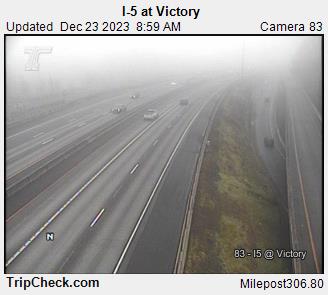 I-5 at Victory
Updated  Dec 23 2023  8:59 AM
Camera 83
N
83 - I5 @ Victory
TripCheck.com
Milepost306.80